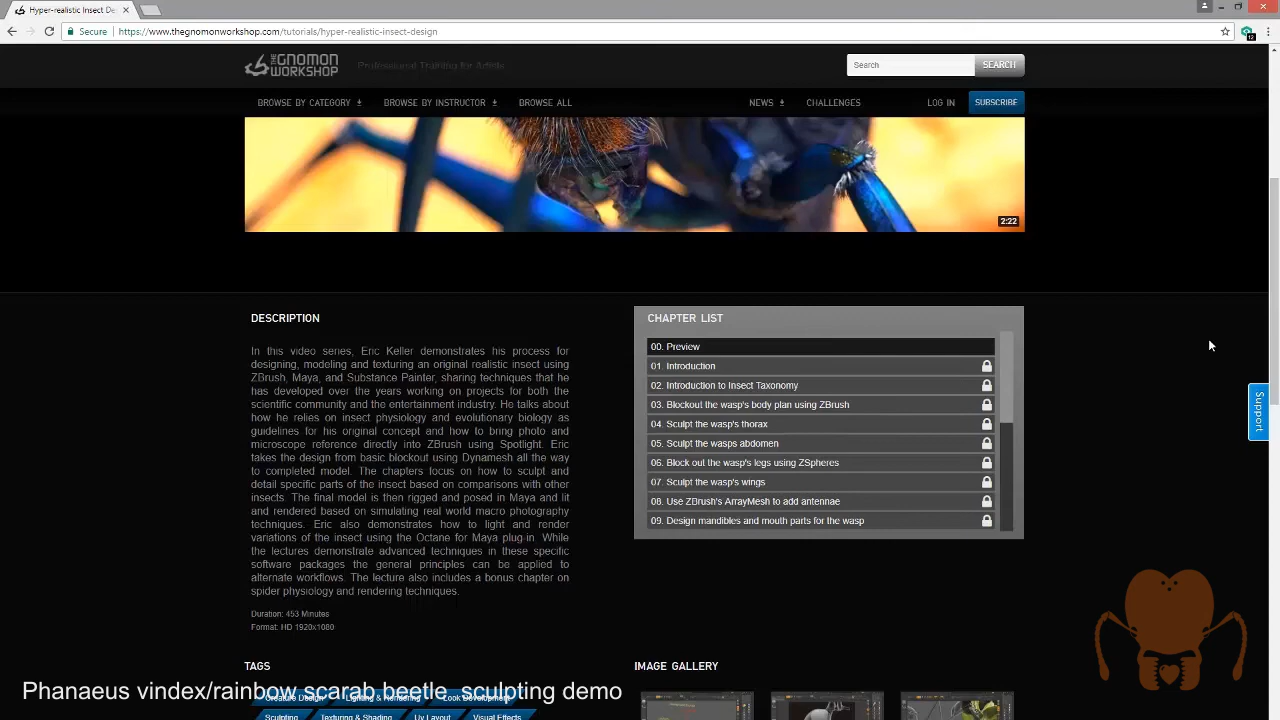 Hyper-realistic Insect De
Secure
https://www.thegnomonworkshop.com/tutorials/hyper-realistic-insect-design
12
THE
GNOMON
WORKSHOP
Professional Training for Artists
Search
SEARCH
BROWSE BY CATEGORY
BROWSE BY INSTRUCTOR
BROWSE ALL
NEWS
CHALLENGES
LOG IN
SUBSCRIBE
2:22
DESCRIPTION
In this video series, Eric Keller demonstrates his process for
designing, modeling and texturing an original realistic insect using
ZBrush, Maya, and Substance Painter, sharing techniques that he
has developed over the years working on projects for both the
scientific community and the entertainment industry. He talks about
how he relies on insect physiology and evolutionary biology as
guidelines for his original concept and how to bring photo and
microscope reference directly into ZBrush using Spotlight. Eric
takes the design from basic blockout using Dynamesh all the way
to completed model. The chapters focus on how to sculpt and
detail specific parts of the insect based on comparisons with other
insects. The final model is then rigged and posed in Maya and lit
and rendered based on simulating real world macro photography
techniques. Eric also demonstrates how to light and render
variations of the insect using the Octane for Maya plug-in. While
the lectures demonstrate advanced techniques in these specific
software packages the general principles can be applied to
alternate workflows. The lecture also includes a bonus chapter on
spider physiology and rendering techniques.
Duration: 453 Minutes
Format: HD 1920x1080
CHAPTER LIST
00. Preview
01. Introduction
02. Introduction to Insect Taxonomy
03. Blockout the wasp's body plan using ZBrush
04. Sculpt the wasp's thorax
05. Sculpt the wasps abdomen
06. Block out the wasp's legs using ZSpheres
07. Sculpt the wasp's wings
08. Use ZBrush's ArrayMesh to add antennae
09. Design mandibles and mouth parts for the wasp
Support
TAGS
IMAGE GALLERY
Creature Design
Lighting & Rendering
Look Development
Phanaeus vindex/rainbow scarab beetle sculpting demo
Sculpting
Texturing & Shading
Uv Layout
Visual Effects